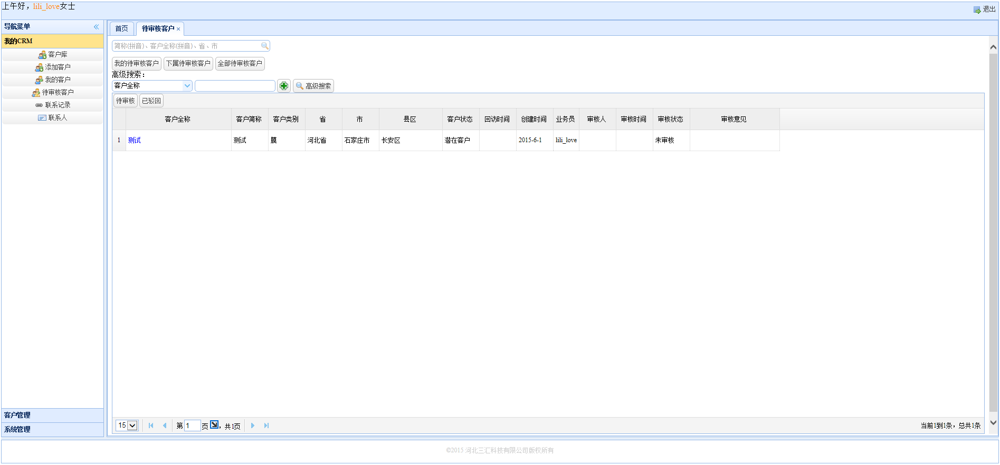 上午好，lili_love女士
退出
导航菜单
我的CRM
客户库
添加客户
我的客户
待审核客户
联系记录
联系人
客户管理
系统管理
首页 待审核客户
简称(拼音)、客户全称(拼音)、省、市
我的待审核客户 下属待审核客户 全部待审核客户
高级搜索：
客户全称 高级搜索
待审核 已驳回
客户全称 客户简称 客户类别 省 市 县区 客户状态 回访时间 创建时间 业务员 审核人 审核时间 审核状态 审核意见
1 测试 测试 膜 河北省 石家庄市 长安区 潜在客户 2015-6-1 lili_love 未审核
15 第 1 页，共1页 当前1到1条，总共1条
©2015 河北三汇科技有限公司版权所有